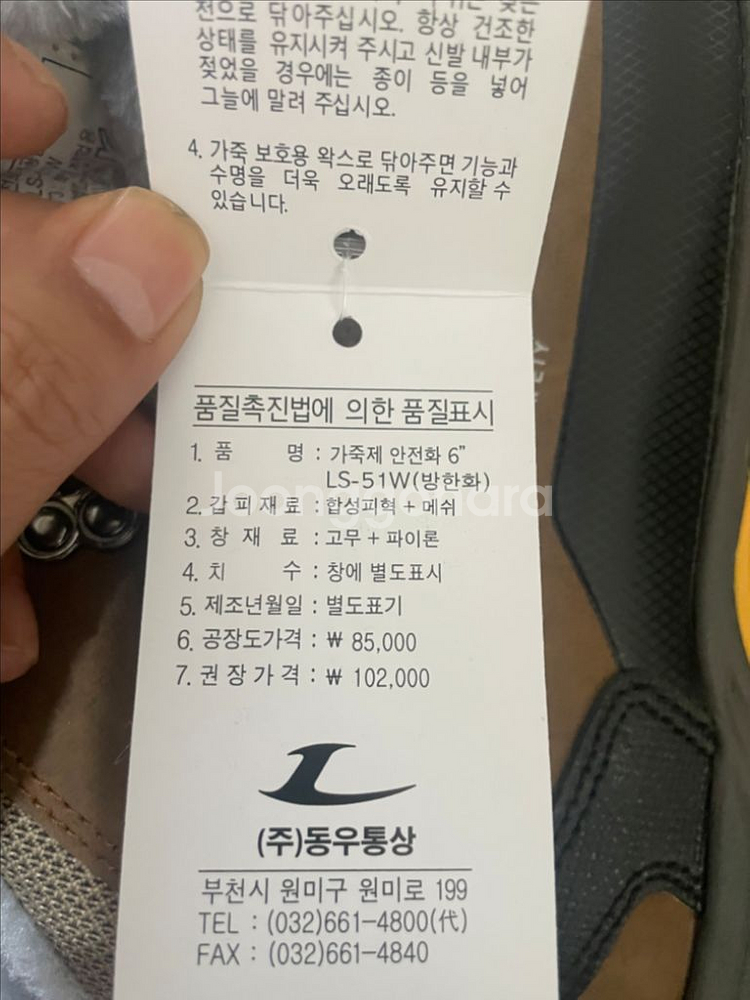 천으로 닦아주십시오. 항상 건조한
상태를 유지시켜 주시고 신발 내부가
젖었을 경우에는 종이 등을 넣어
그늘에 말려 주십시오.
4. 가죽 보호용 왁스로 닦아주면 기능과
수명을 더욱 오래도록 유지할 수
있습니다.
품질촉진법에 의한 품질표시
1. 품 명 : 가죽제 안전화 6"
LS-51W(방한화)
2. 갑피재료 : 합성피혁 + 메쉬
3. 창 재 료 : 고무 + 파이론
4. 치 수 : 창에 별도표시
5. 제조년월일 : 별도표기
6. 공장도가격 : ₩ 85,000
7. 권장가격 : ₩ 102,000
(주)동우통상
부천시 원미구 원미로 199
TEL : (032)661-4800(代)
FAX : (032)661-4840
Joonggonara